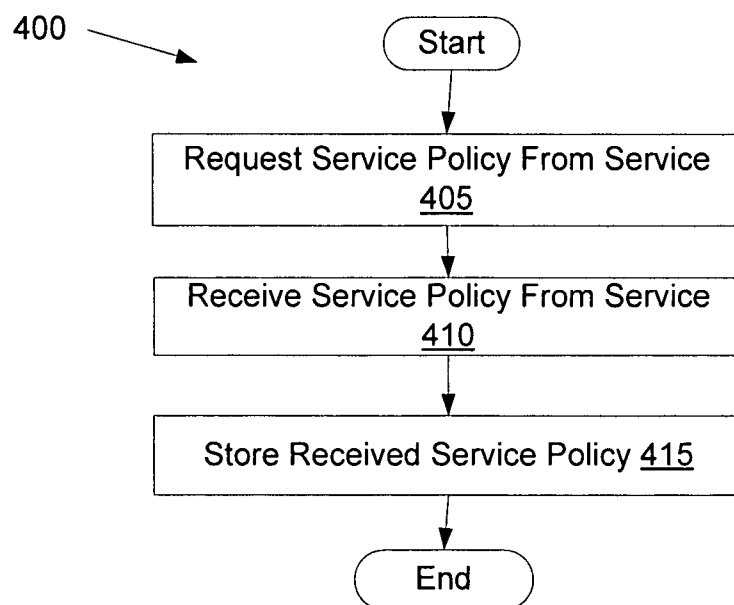 400
Start
Request Service Policy From Service
405
Receive Service Policy From Service
410
Store Received Service Policy 415
End